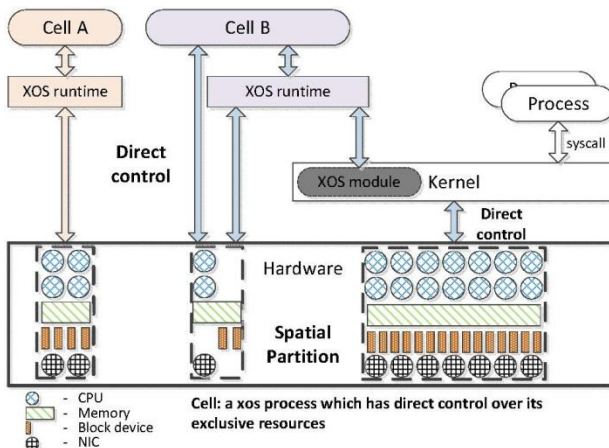 Cell A
Cell B
XOS runtime
XOS runtime
Process
Direct
control
syscall
XOS module
Kernel
Direct
control
Hardware
Spatial
Partition
- CPU
- Memory
- Block device
- NIC
Cell: a xos process which has direct control over its
exclusive resources